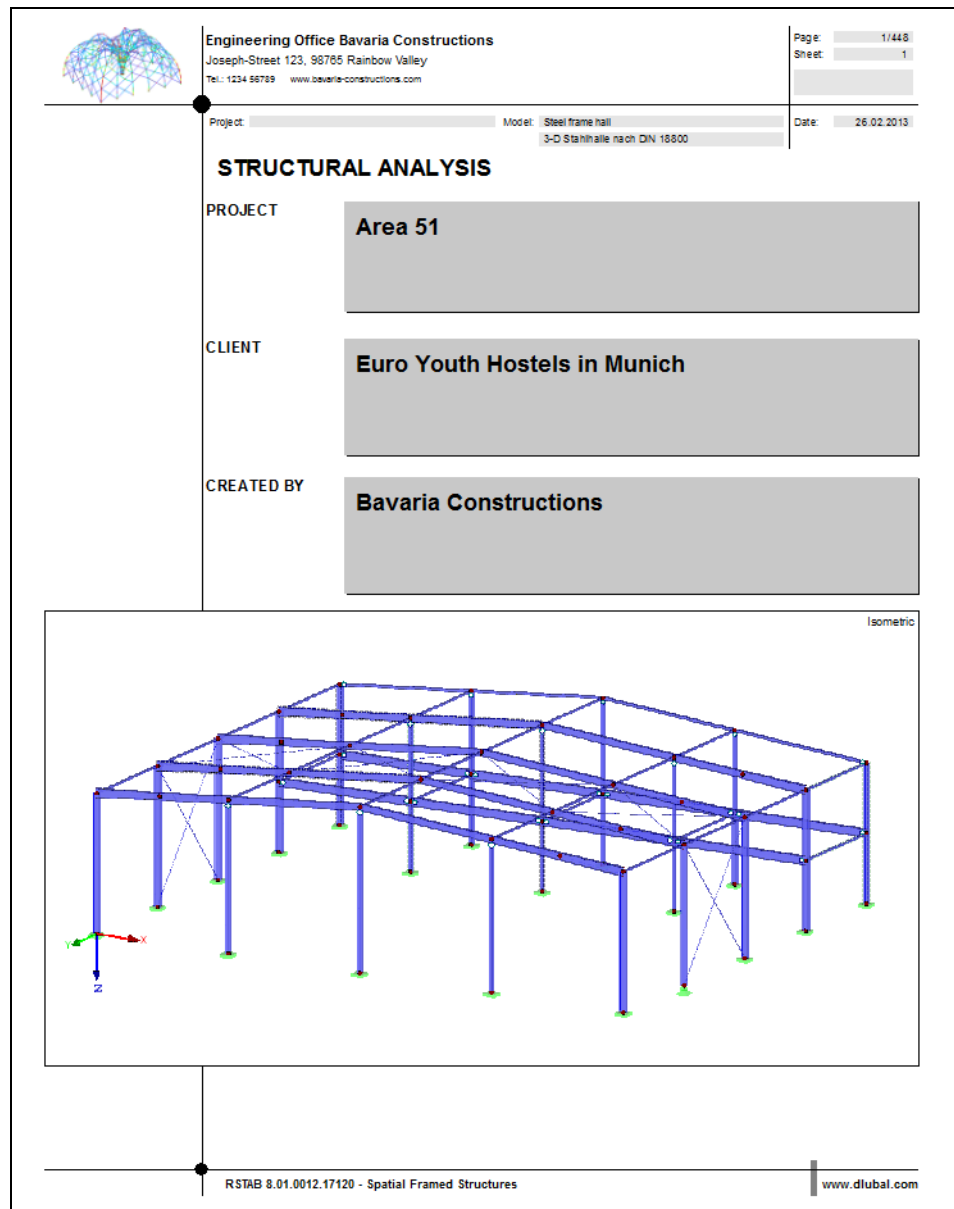 Engineering Office Bavaria Constructions
Joseph-Street 123, 98765 Rainbow Valley
Tel.: 1234 56789 www.bavaria-constructions.com
Page: 1/448
Sheet: 1
Project: Model: Steel frame hall Date: 26.02.2013
3-D Stahlhalle nach DIN 18800
STRUCTURAL ANALYSIS
PROJECT
Area 51
CLIENT
Euro Youth Hostels in Munich
CREATED BY
Bavaria Constructions
Isometric
Y
X
Z
RSTAB 8.01.0012.17120 - Spatial Framed Structures
www.dlubal.com